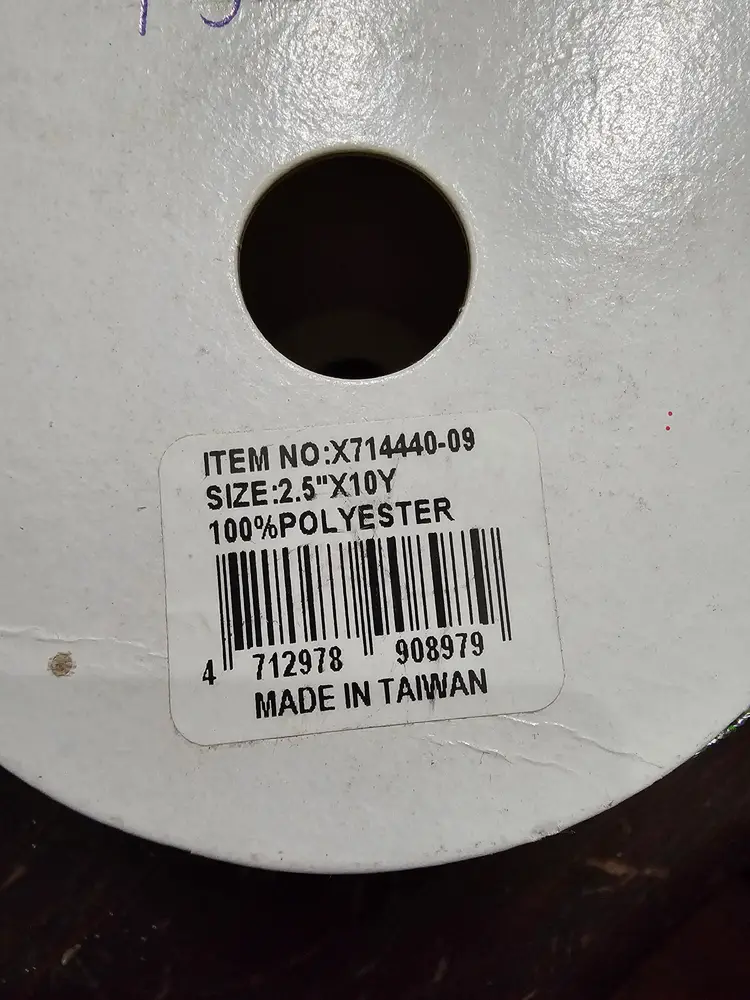 ITEM NO:X714440-09
SIZE:2.5"X10Y
100%POLYESTER
4 712978 908979
MADE IN TAIWAN